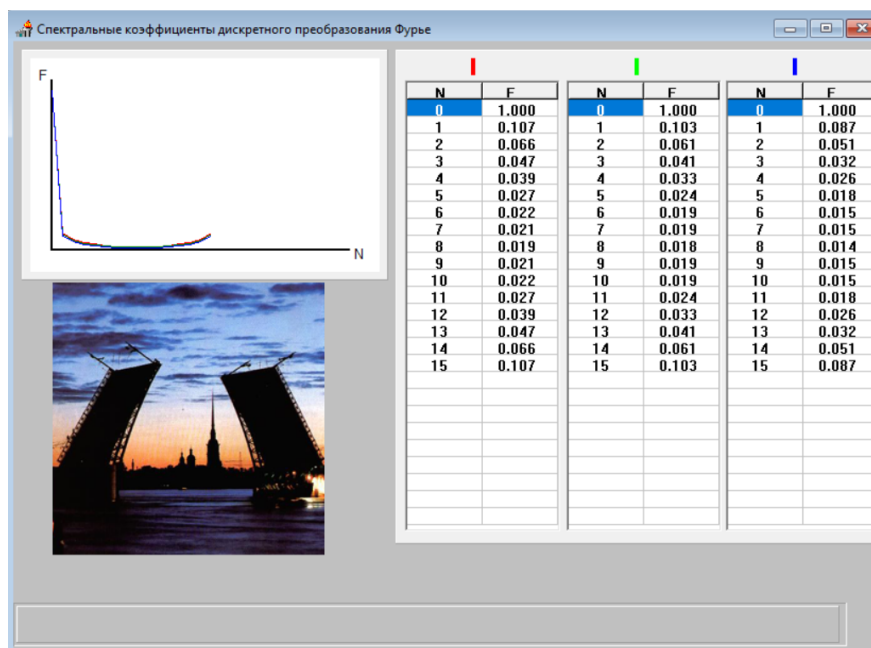 Спектральные коэффициенты дискретного преобразования Фурье
F
N
N F N F N F
0 1.000 0 1.000 0 1.000
1 0.107 1 0.103 1 0.087
2 0.066 2 0.061 2 0.051
3 0.047 3 0.041 3 0.032
4 0.039 4 0.033 4 0.026
5 0.027 5 0.024 5 0.018
6 0.022 6 0.019 6 0.015
7 0.021 7 0.019 7 0.015
8 0.019 8 0.018 8 0.014
9 0.021 9 0.019 9 0.015
10 0.022 10 0.019 10 0.015
11 0.027 11 0.024 11 0.018
12 0.039 12 0.033 12 0.026
13 0.047 13 0.041 13 0.032
14 0.066 14 0.061 14 0.051
15 0.107 15 0.103 15 0.087